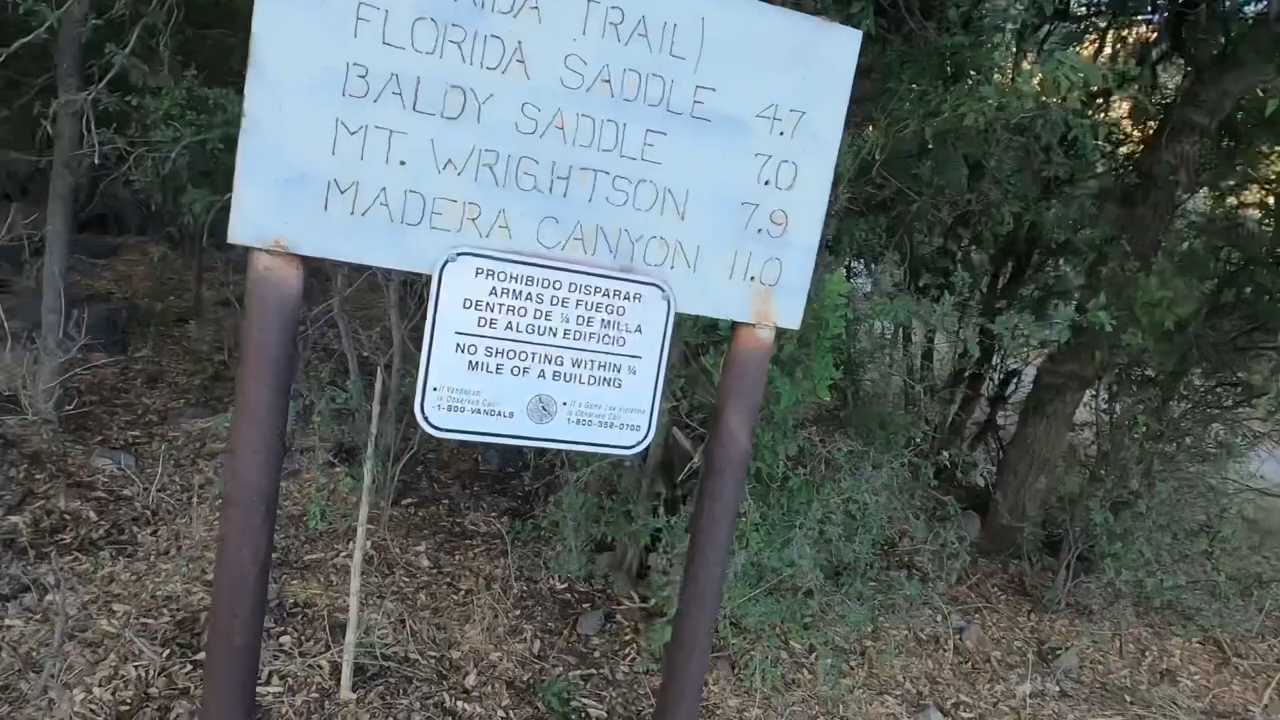 TRAIL)
FLORIDA SADDLE 4.7
BALDY SADDLE 7.0
MT. WRIGHTSON 7.9
MADERA CANYON 11.0
PROHIBIDO DISPARAR
ARMAS DE FUEGO
DENTRO DE ¼ DE MILLA
DE ALGUN EDIFICIO
NO SHOOTING WITHIN ¼
MILE OF A BUILDING
If Vandalism
is Observed Call
1-800-VANDALS
If a Game Law Violation
is Observed Call
1-800-352-0700